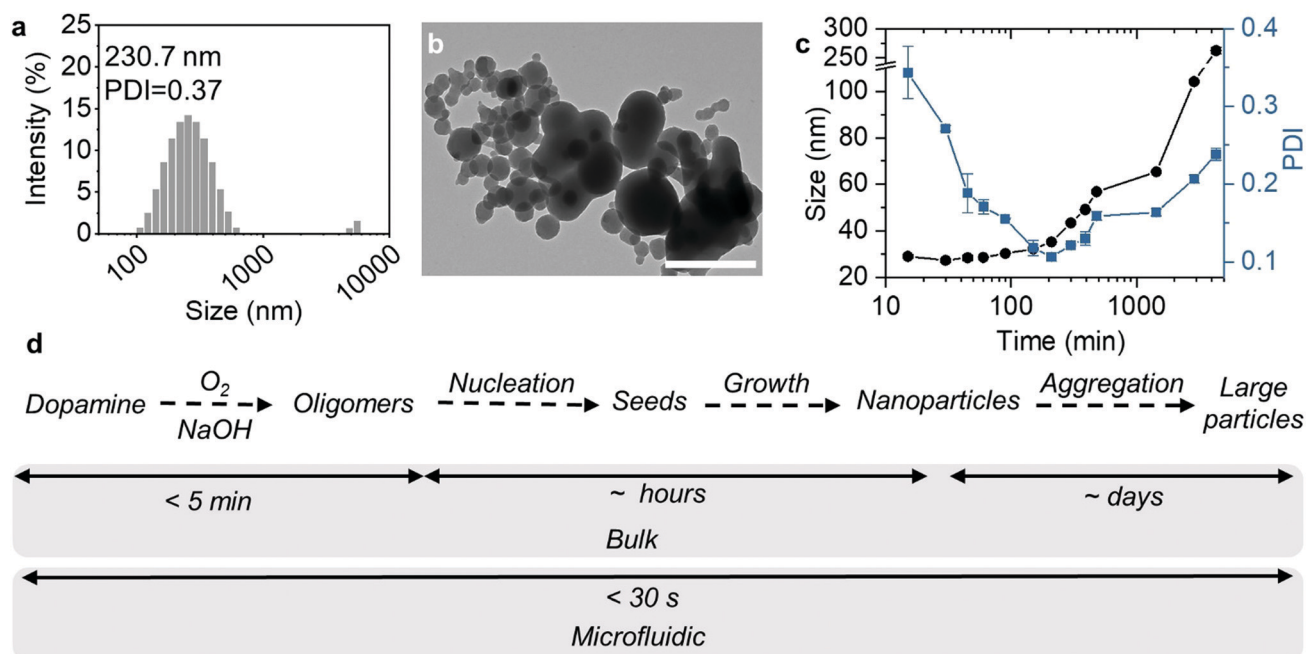 a
25
20
15
10
5
0
Intensity (%)
230.7 nm
PDI=0.37
100
1000
10000
Size (nm)
b
c
300
250
100
80
60
40
20
Size (nm)
0.4
0.3
0.2
0.1
PDI
10
100
1000
Time (min)
d
Dopamine
O2
NaOH
Oligomers
Nucleation
Seeds
Growth
Nanoparticles
Aggregation
Large
particles
< 5 min
~ hours
~ days
Bulk
< 30 s
Microfluidic